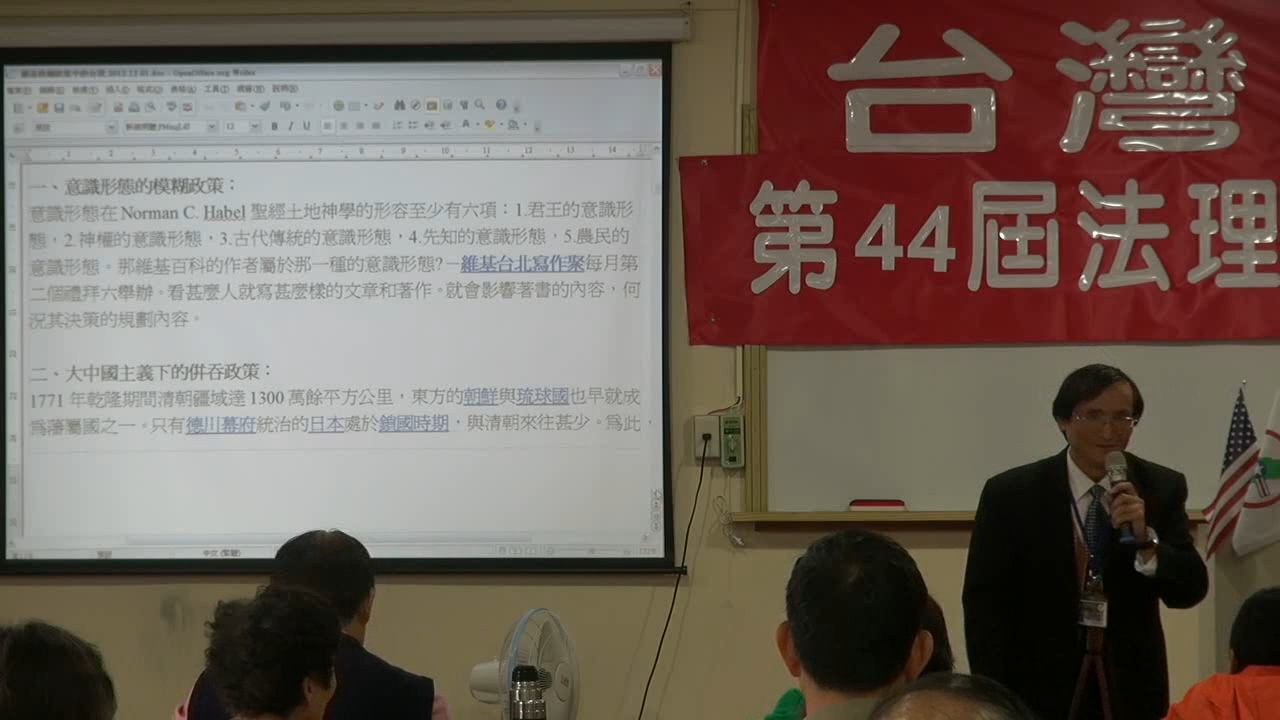 OpenOffice.org Writer
12
一、意識形態的模糊政策：
意識形態在 Norman C. Habel 聖經土地神學的形容至少有六項：1.君王的意識形
態，2.神權的意識形態，3.古代傳統的意識形態，4.先知的意識形態，5.農民的
意識形態。那維基百科的作者屬於那一種的意識形態?－維基台北寫作聚每月第
二個禮拜六舉辦。看甚麼人就寫甚麼樣的文章和著作。就會影響著書的內容，何
況其決策的規劃內容。
二、大中國主義下的併吞政策：
1771 年乾隆期間清朝疆域達 1300 萬餘平方公里，東方的朝鮮與琉球國也早就成
為藩屬國之一。只有德川幕府統治的日本處於鎖國時期，與清朝來往甚少。為此，
台灣
第44屆法理